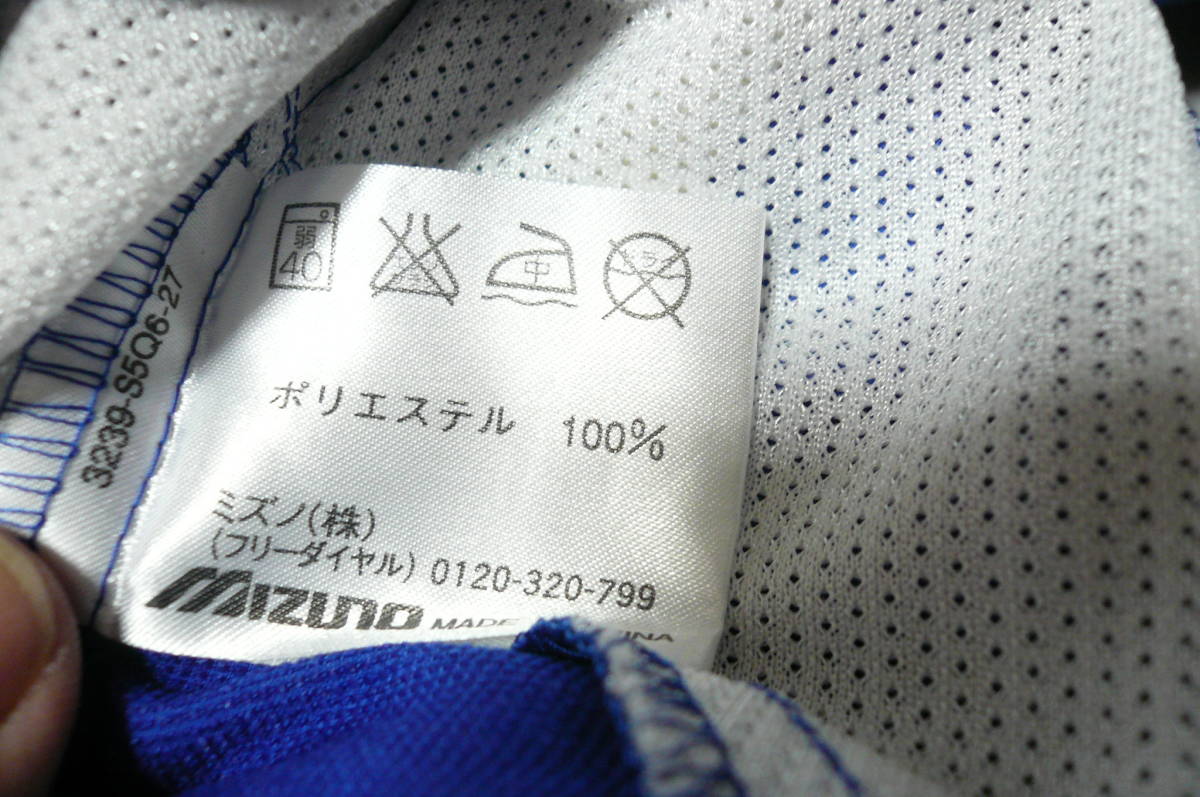 弱
40
中
ポリエステル 100%
ミズノ(株)
(フリーダイヤル) 0120-320-799
MIZUNO MADE
3239-S5Q6-27